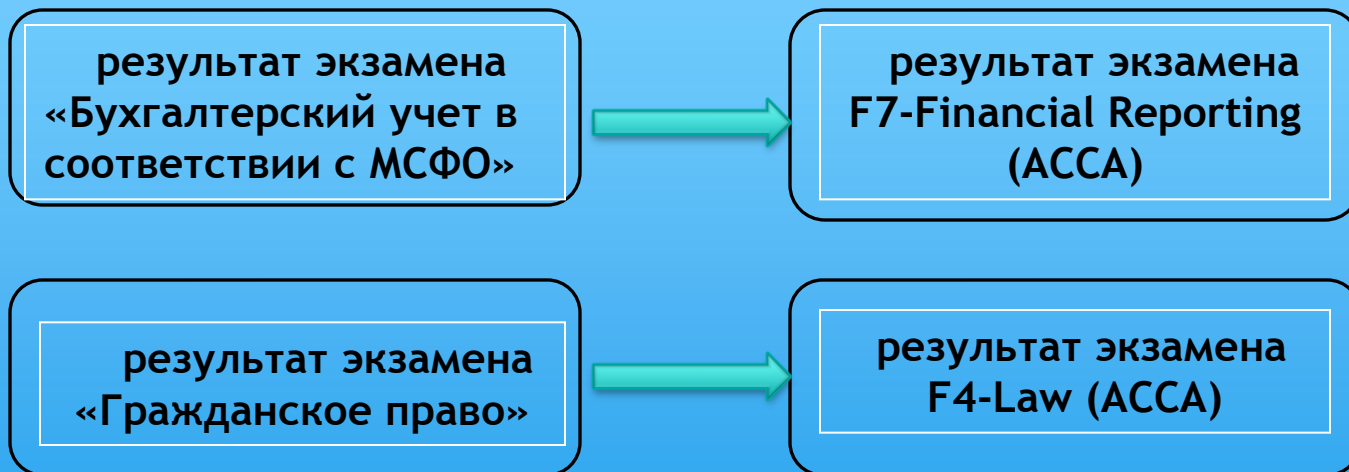 результат экзамена
«Бухгалтерский учет в
соответствии с МСФО»
результат экзамена
F7-Financial Reporting
(ACCA)
результат экзамена
«Гражданское право»
результат экзамена
F4-Law (ACCA)